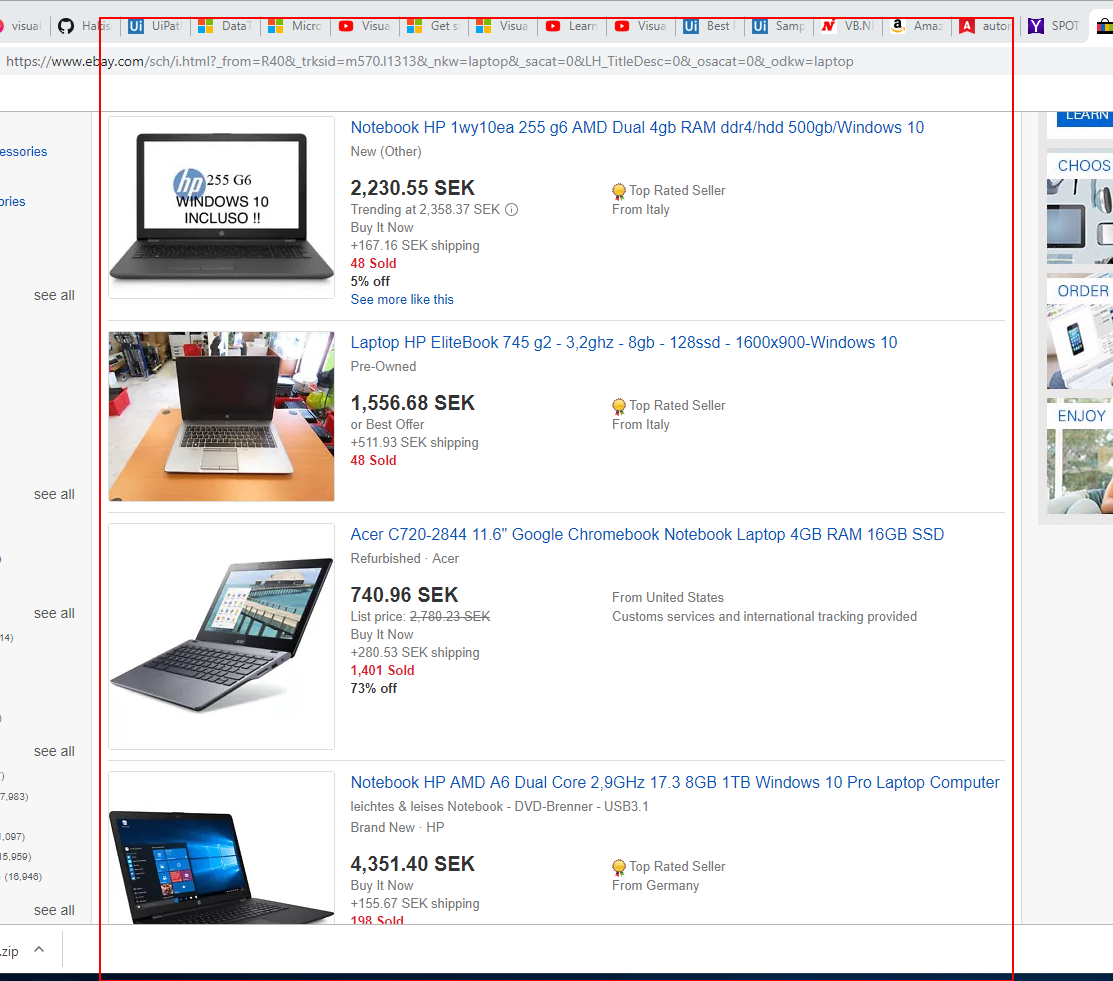 visual
UiPat
DataT
Micro
Visua
Get s
Visua
Learn
Visua
Best
Samp
VB.N
Amaz
autor
SPOT
https://www.ebay.com/sch/i.html?_from=R40&_trksid=m570.l1313&_nkw=laptop&_sacat=0&LH_TitleDesc=0&_osacat=0&_odkw=laptop
essories
ories
see all
see all
14)
see all
see all
7,983)
1,097)
15,959)
(16,946)
see all
hp 255 G6
WINDOWS 10
INCLUSO !!
Notebook HP 1wy10ea 255 g6 AMD Dual 4gb RAM ddr4/hdd 500gb/Windows 10
New (Other)
2,230.55 SEK
Top Rated Seller
Trending at 2,358.37 SEK
From Italy
Buy It Now
+167.16 SEK shipping
48 Sold
5% off
See more like this
Laptop HP EliteBook 745 g2 - 3,2ghz - 8gb - 128ssd - 1600x900-Windows 10
Pre-Owned
1,556.68 SEK
Top Rated Seller
or Best Offer
From Italy
+511.93 SEK shipping
48 Sold
Acer C720-2844 11.6" Google Chromebook Notebook Laptop 4GB RAM 16GB SSD
Refurbished · Acer
740.96 SEK
From United States
List price: 2,780.23 SEK
Customs services and international tracking provided
Buy It Now
+280.53 SEK shipping
1,401 Sold
73% off
Notebook HP AMD A6 Dual Core 2,9GHz 17.3 8GB 1TB Windows 10 Pro Laptop Computer
leichtes & leises Notebook - DVD-Brenner - USB3.1
Brand New · HP
4,351.40 SEK
Top Rated Seller
Buy It Now
From Germany
+155.67 SEK shipping
198 Sold
LEARN
CHOOS
ORDER
ENJOY
.zip